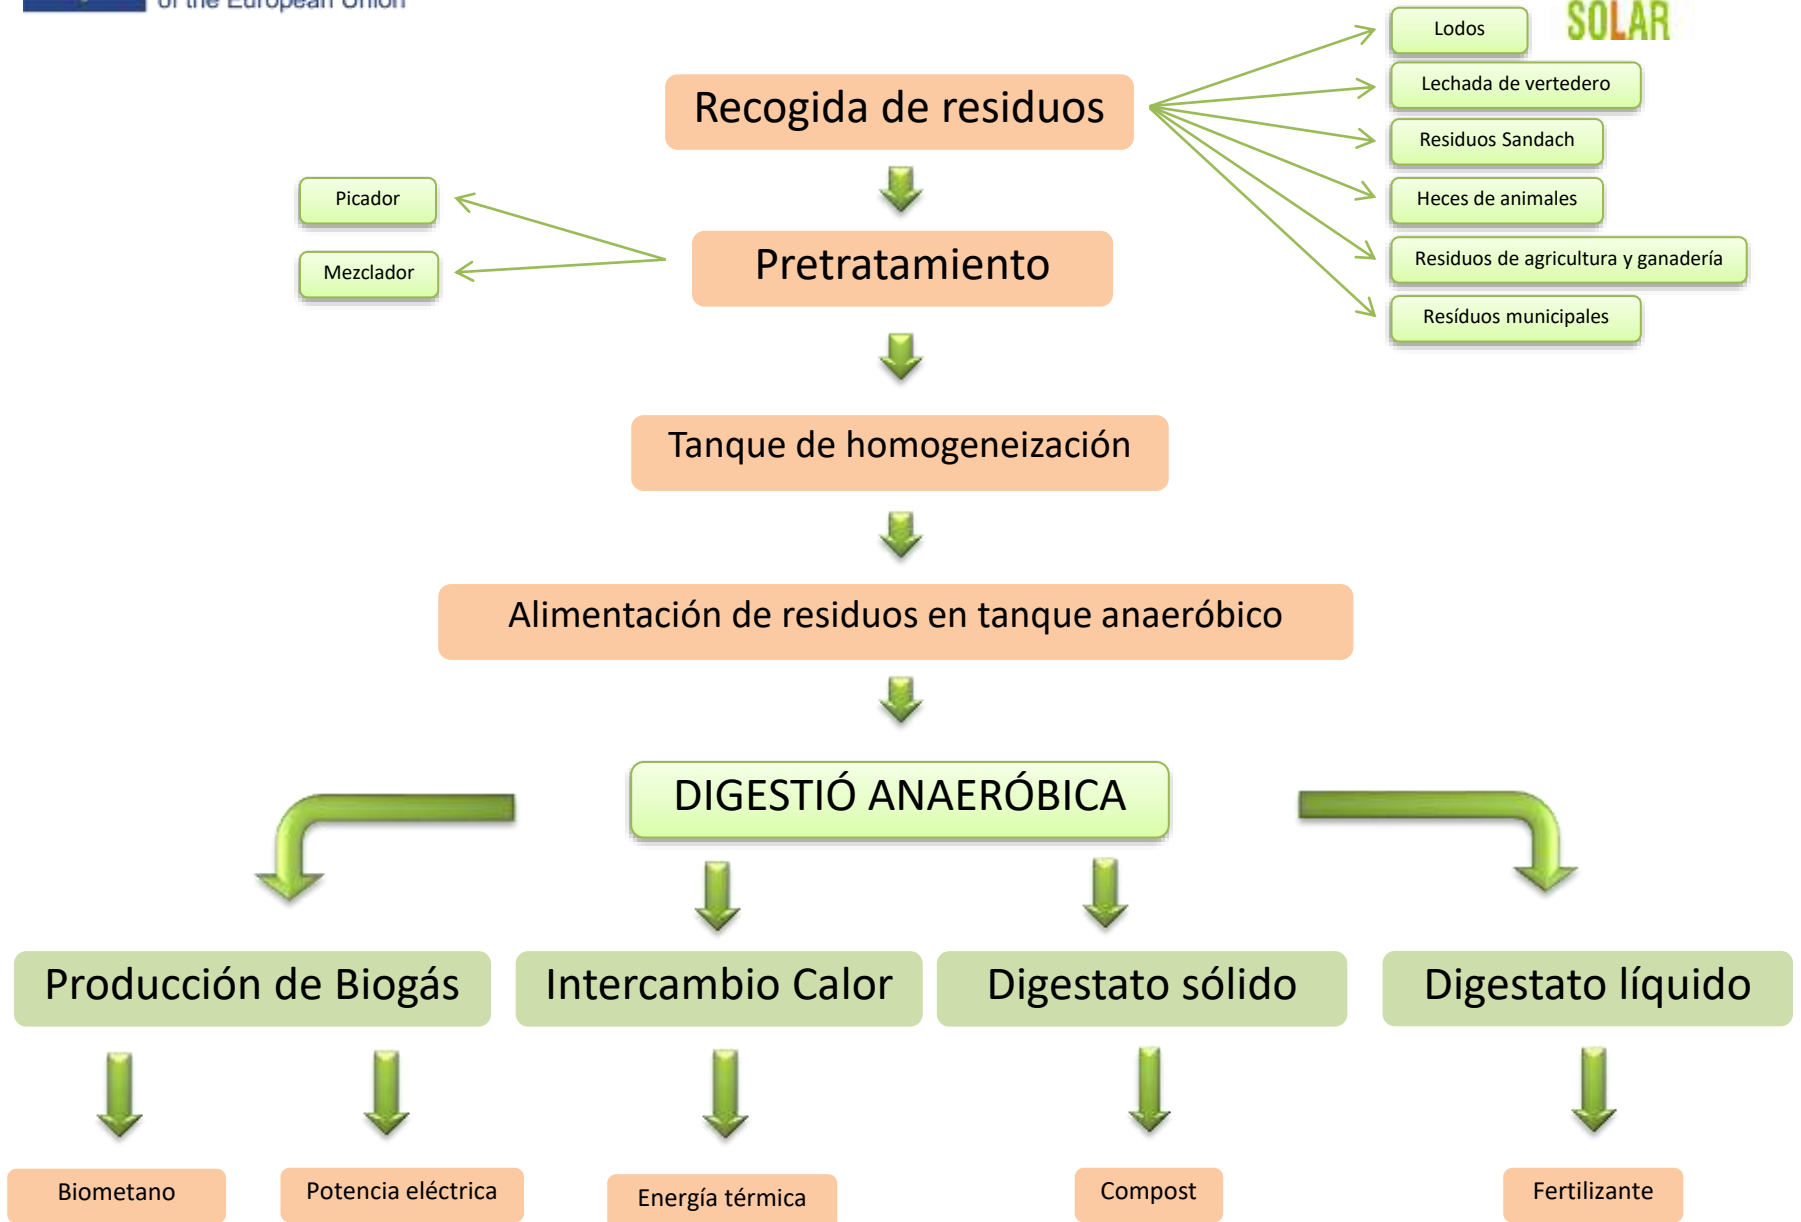 of the European Union
SOLAR
Lodos
Recogida de residuos
Lechada de vertedero
Residuos Sandach
Picador
Heces de animales
Mezclador
Pretratamiento
Residuos de agricultura y ganadería
Resíduos municipales
Tanque de homogeneización
Alimentación de residuos en tanque anaeróbico
DIGESTIÓ ANAERÓBICA
Producción de Biogás
Intercambio Calor
Digestato sólido
Digestato líquido
Biometano
Potencia eléctrica
Energía térmica
Compost
Fertilizante